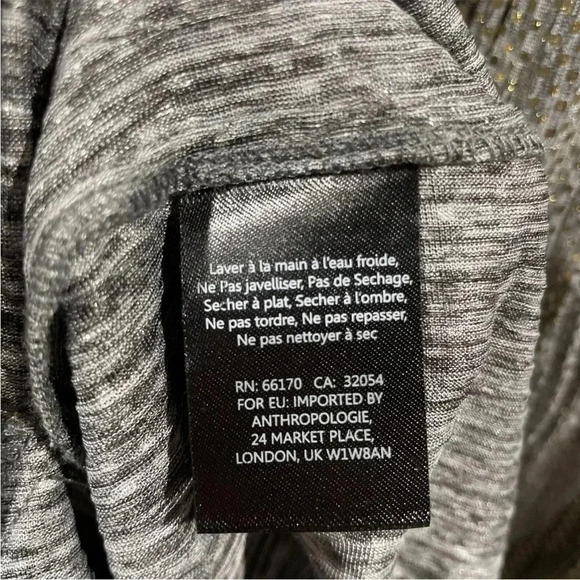 Laver à la main à l'eau froide,
Ne Pas javelliser, Pas de Sechage,
Secher à plat, Secher à l'ombre,
Ne pas tordre, Ne pas repasser,
Ne pas nettoyer à sec
RN: 66170 CA: 32054
FOR EU: IMPORTED BY
ANTHROPOLOGIE,
24 MARKET PLACE,
LONDON, UK W1W8AN